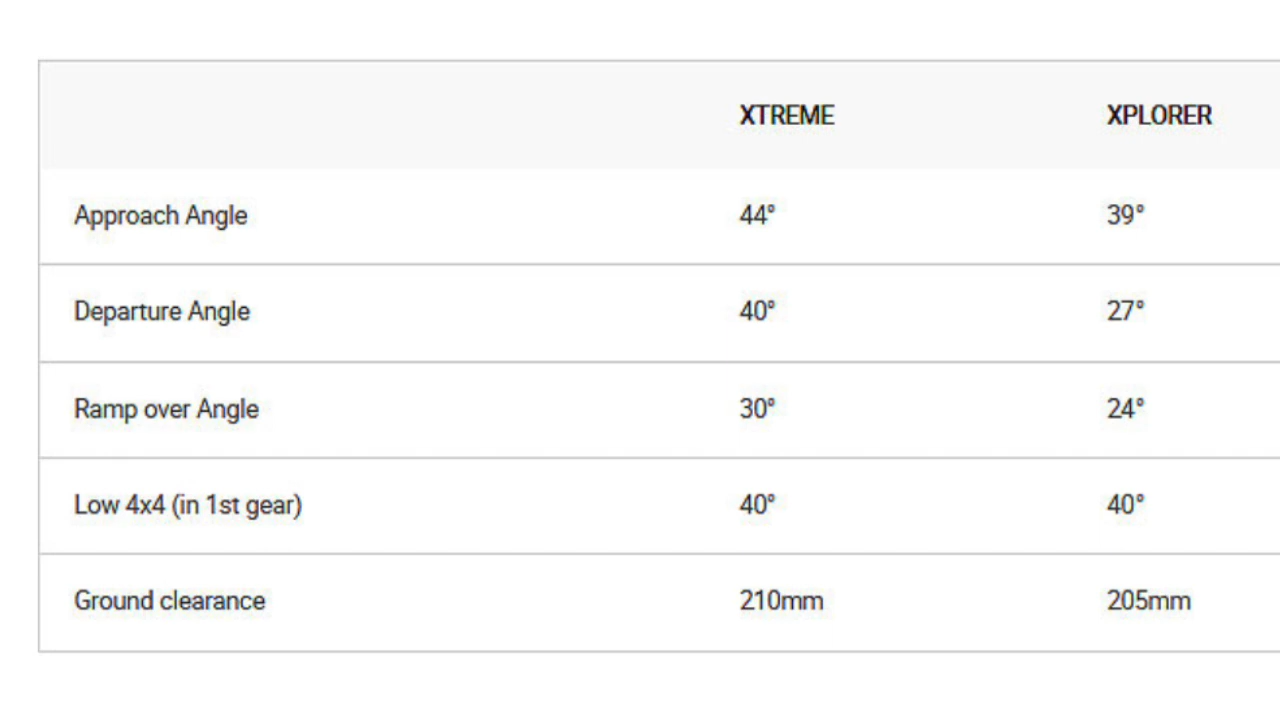 XTREME XPLORER
Approach Angle 44° 39°
Departure Angle 40° 27°
Ramp over Angle 30° 24°
Low 4x4 (in 1st gear) 40° 40°
Ground clearance 210mm 205mm